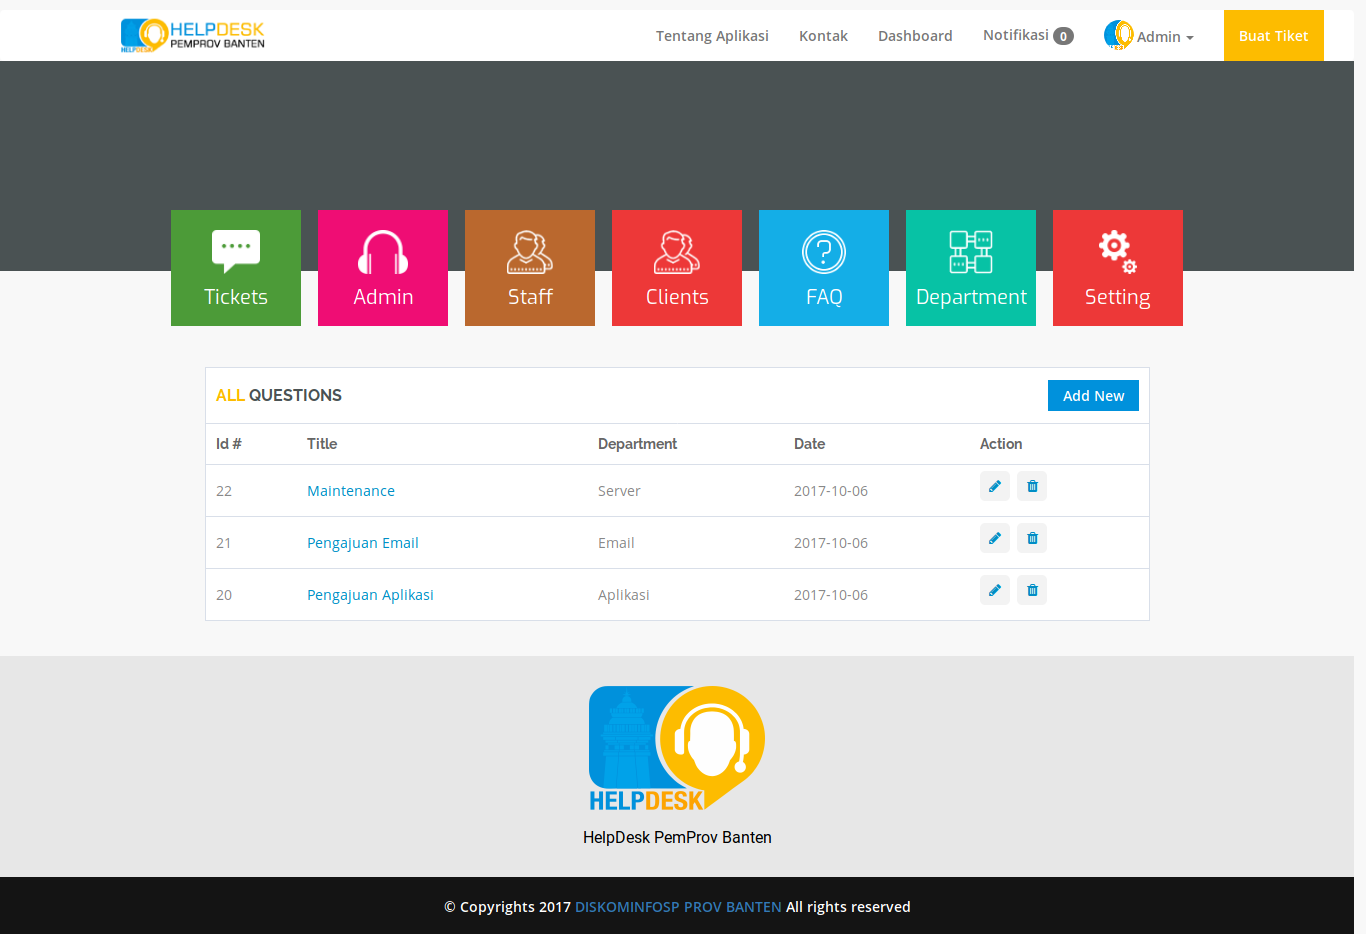 HELPDESK
PEMPROV BANTEN
HELPDESK
Tentang Aplikasi Kontak Dashboard Notifikasi 0 Admin Buat Tiket
Tickets Admin Staff Clients FAQ Department Setting
ALL QUESTIONS Add New
Id # Title Department Date Action
22 Maintenance Server 2017-10-06
21 Pengajuan Email Email 2017-10-06
20 Pengajuan Aplikasi Aplikasi 2017-10-06
HELPDESK
HelpDesk PemProv Banten
© Copyrights 2017 DISKOMINFOSP PROV BANTEN All rights reserved